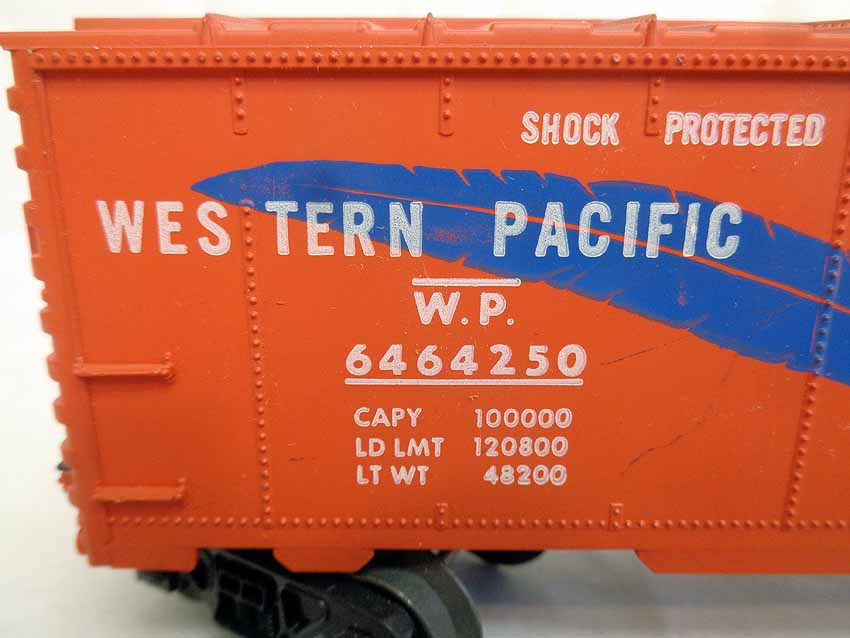 SHOCK PROTECTED
WESTERN PACIFIC
W.P.
6464250
CAPY 100000
LD LMT 120800
LT WT 48200